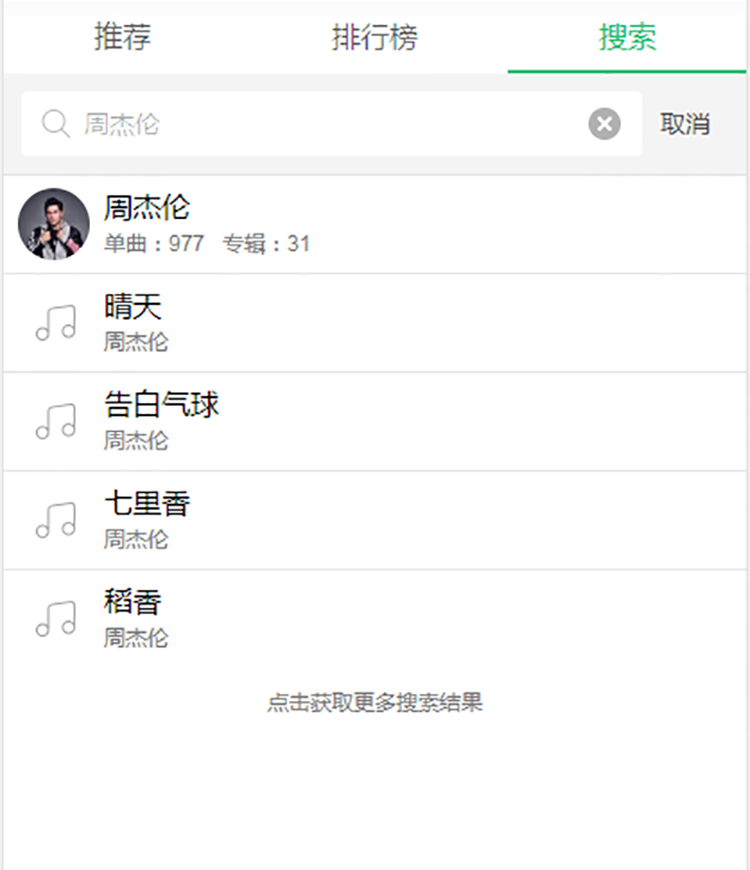 推荐 排行榜 搜索
周杰伦 取消
周杰伦
单曲：977 专辑：31
晴天
周杰伦
告白气球
周杰伦
七里香
周杰伦
稻香
周杰伦
点击获取更多搜索结果